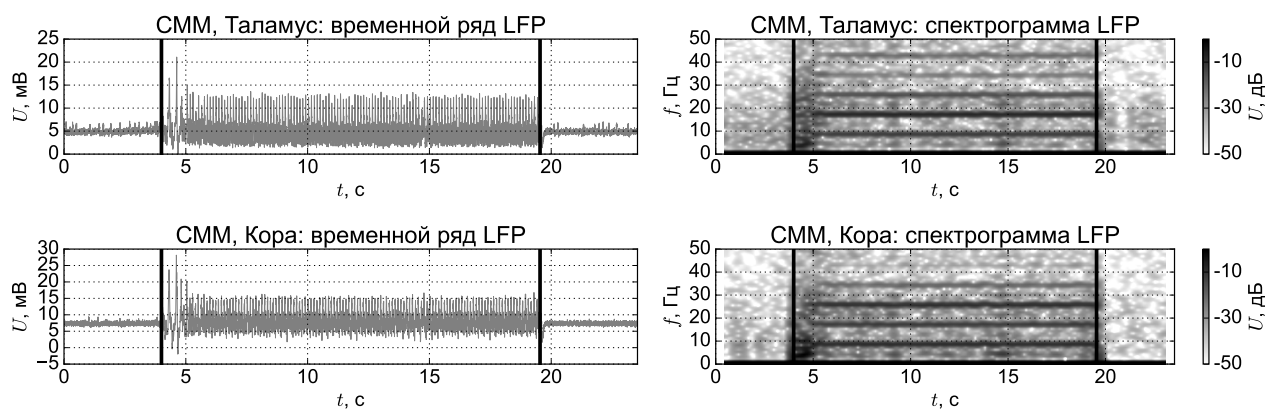 СММ, Таламус: временной ряд LFP
25
20
15
10
5
0
U, мВ
0 5 10 15 20
t, с
СММ, Таламус: спектрограмма LFP
50
40
30
20
10
0
f, Гц
0 5 10 15 20
t, с
-10
-30
-50
U, дБ
СММ, Кора: временной ряд LFP
30
25
20
15
10
5
0
−5
U, мВ
0 5 10 15 20
t, с
СММ, Кора: спектрограмма LFP
50
40
30
20
10
0
f, Гц
0 5 10 15 20
t, с
-10
-30
-50
U, дБ